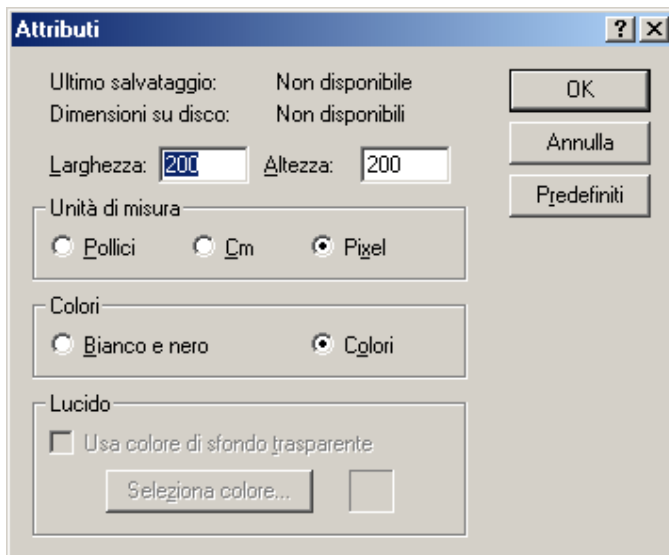 Attributi
Ultimo salvataggio: Non disponibile
Dimensioni su disco: Non disponibili
Larghezza: 200 Altezza: 200
OK
Annulla
Predefiniti
Unità di misura
Pollici Cm Pixel
Colori
Bianco e nero Colori
Lucido
Usa colore di sfondo trasparente
Seleziona colore...